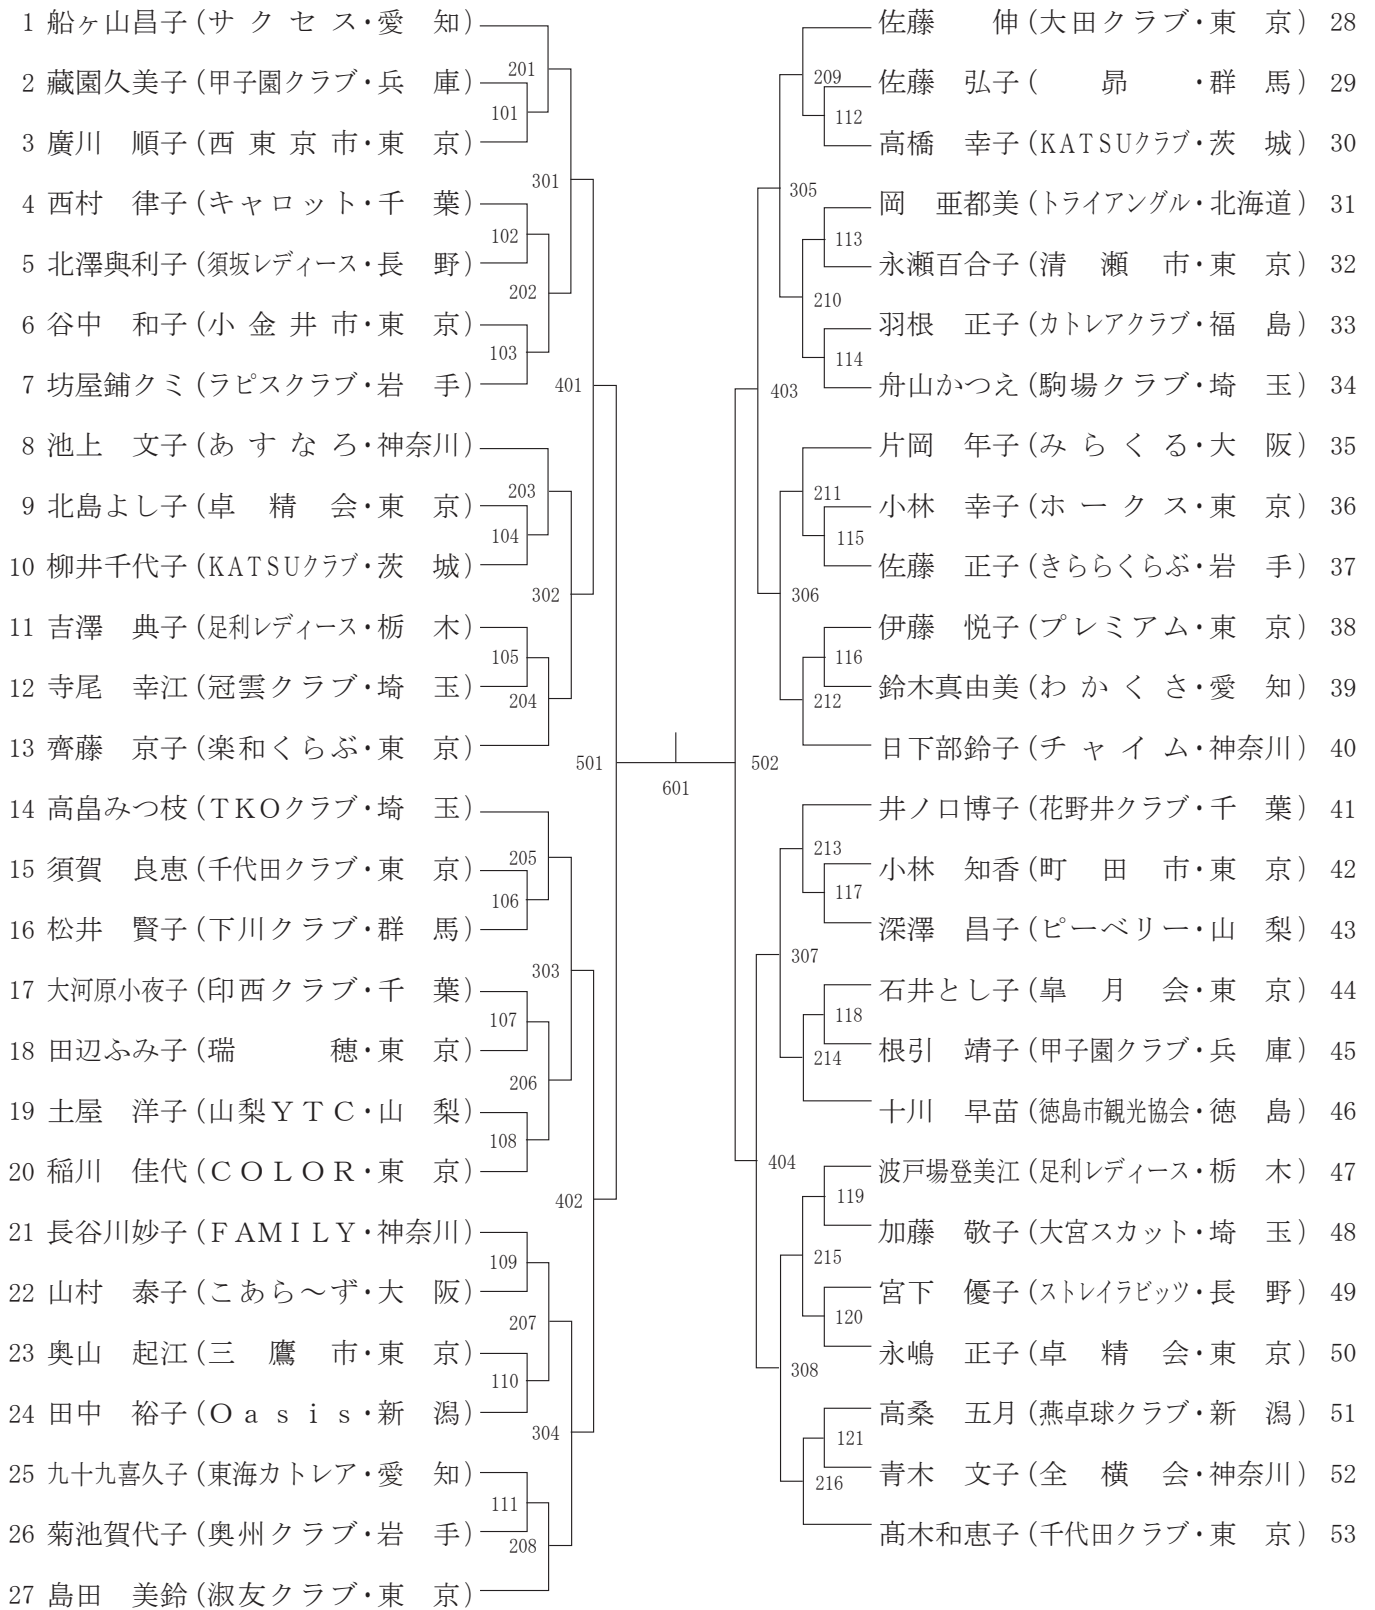 1 船ヶ山昌子(サクセス・愛　知)
2 藏園久美子(甲子園クラブ・兵　庫)
3 廣川　順子(西東京市・東　京)
4 西村　律子(キャロット・千　葉)
5 北澤與利子(須坂レディース・長　野)
6 谷中　和子(小金井市・東　京)
7 坊屋鋪クミ(ラピスクラブ・岩　手)
8 池上　文子(あすなろ・神奈川)
9 北島よし子(卓　精　会・東　京)
10 柳井千代子(KATSUクラブ・茨　城)
11 吉澤　典子(足利レディース・栃　木)
12 寺尾　幸江(冠雲クラブ・埼　玉)
13 齊藤　京子(楽和くらぶ・東　京)
14 高畠みつ枝(TKOクラブ・埼　玉)
15 須賀　良恵(千代田クラブ・東　京)
16 松井　賢子(下川クラブ・群　馬)
17 大河原小夜子(印西クラブ・千　葉)
18 田辺ふみ子(瑞　　穂・東　京)
19 土屋　洋子(山梨YTC・山　梨)
20 稲川　佳代(COLOR・東　京)
21 長谷川妙子(FAMILY・神奈川)
22 山村　泰子(こあら～ず・大　阪)
23 奥山　起江(三　鷹　市・東　京)
24 田中　裕子(Oasis・新　潟)
25 九十九喜久子(東海カトレア・愛　知)
26 菊池賀代子(奥州クラブ・岩　手)
27 島田　美鈴(淑友クラブ・東　京)
201
101
301
102
202
103
401
203
104
302
105
204
501
205
106
303
107
206
108
402
109
207
110
304
111
208
601
佐藤　　伸(大田クラブ・東　京) 28
佐藤　弘子(　昴　・群　馬) 29
高橋　幸子(KATSUクラブ・茨　城) 30
岡　亜都美(トライアングル・北海道) 31
永瀬百合子(清　瀬　市・東　京) 32
羽根　正子(カトレアクラブ・福　島) 33
舟山かつえ(駒場クラブ・埼　玉) 34
片岡　年子(みらくる・大　阪) 35
小林　幸子(ホークス・東　京) 36
佐藤　正子(きららくらぶ・岩　手) 37
伊藤　悦子(プレミアム・東　京) 38
鈴木真由美(わかくさ・愛　知) 39
日下部鈴子(チャイム・神奈川) 40
井ノ口博子(花野井クラブ・千　葉) 41
小林　知香(町　田　市・東　京) 42
深澤　昌子(ピーベリー・山　梨) 43
石井とし子(皐　月　会・東　京) 44
根引　靖子(甲子園クラブ・兵　庫) 45
十川　早苗(徳島市観光協会・徳　島) 46
波戸場登美江(足利レディース・栃　木) 47
加藤　敬子(大宮スカット・埼　玉) 48
宮下　優子(ストレイラビッツ・長　野) 49
永嶋　正子(卓　精　会・東　京) 50
高桑　五月(燕卓球クラブ・新　潟) 51
青木　文子(全　横　会・神奈川) 52
髙木和恵子(千代田クラブ・東　京) 53
209
112
305
113
210
114
403
211
115
306
116
212
502
213
117
307
118
214
404
119
215
120
308
121
216